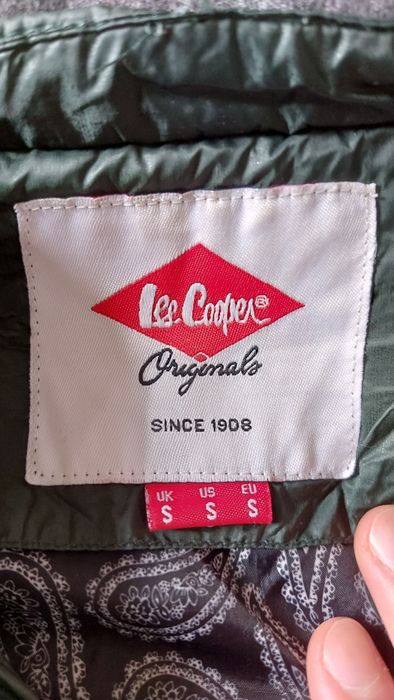 Lee Cooper®
Originals
SINCE 1908
UK US EU
S S S